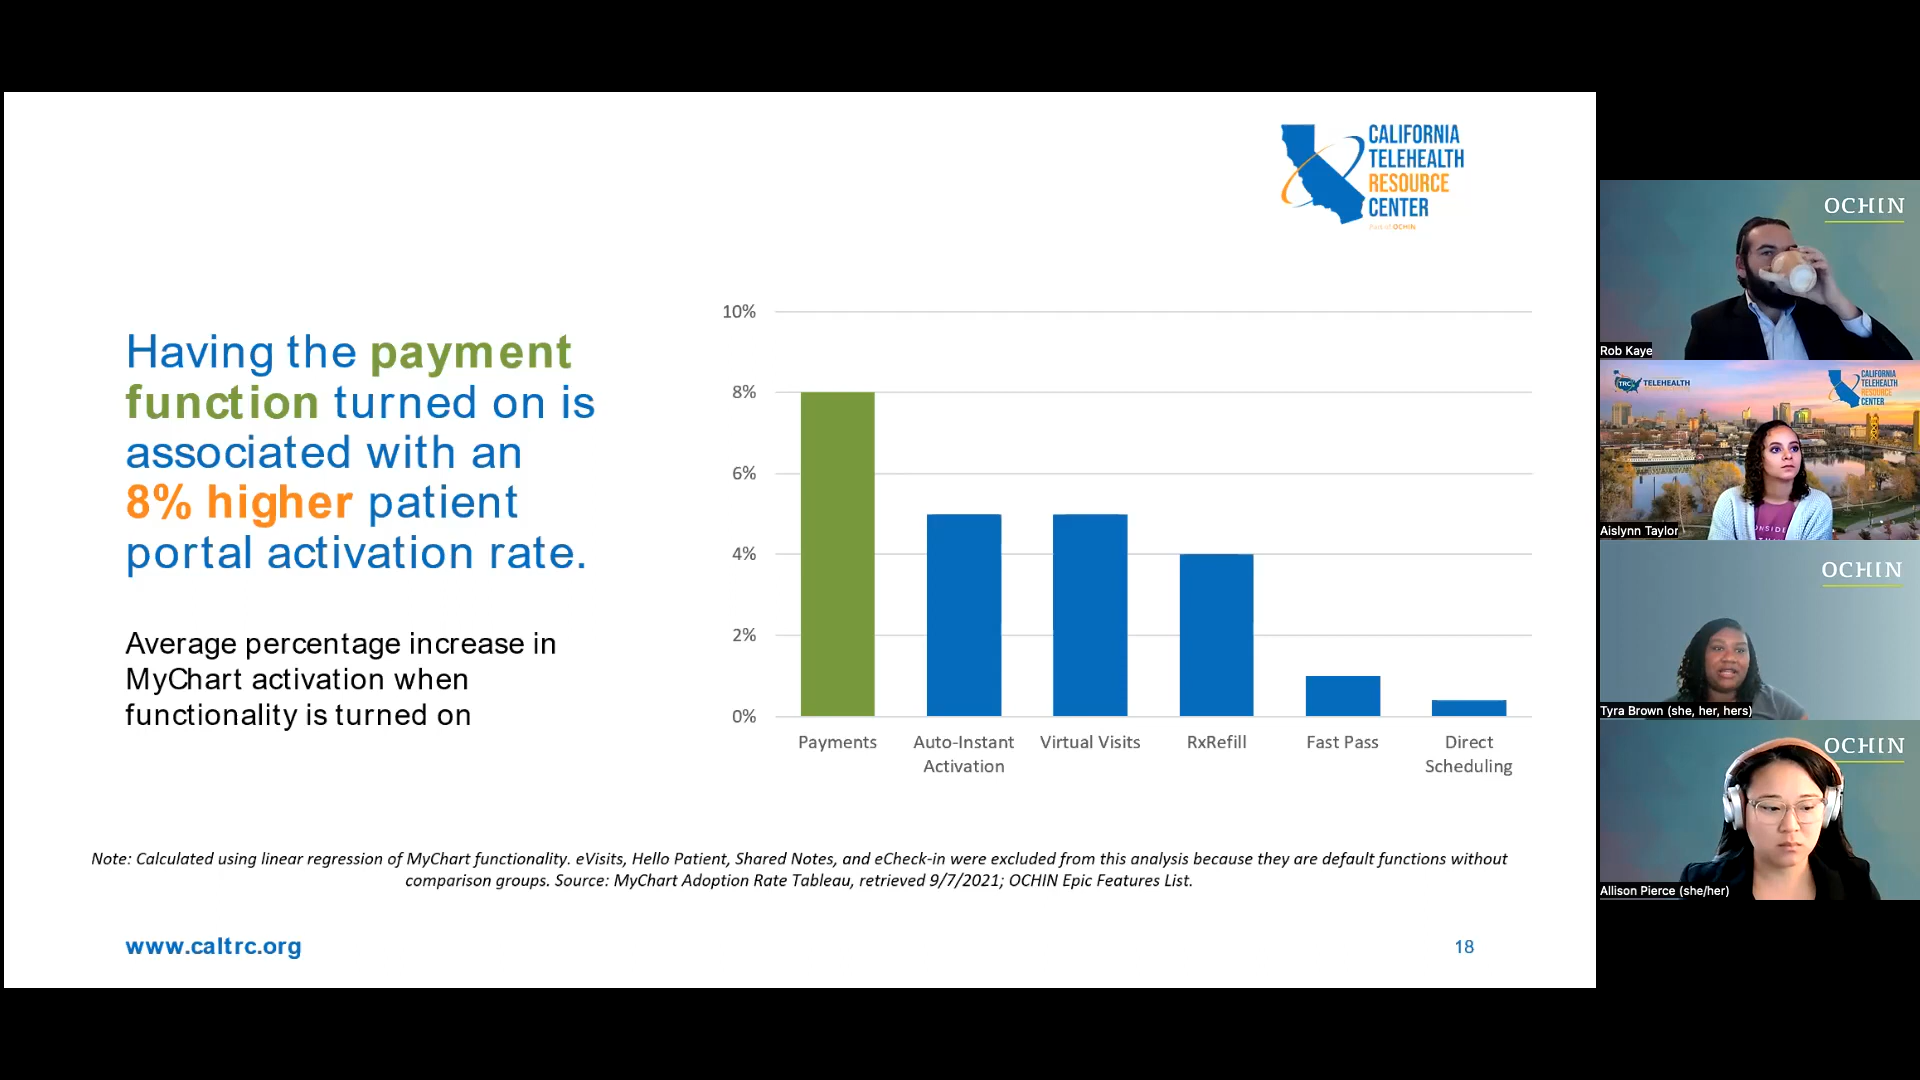 CALIFORNIA
TELEHEALTH
RESOURCE
CENTER
Part of OCHIN
Having the payment
function turned on is
associated with an
8% higher patient
portal activation rate.
Average percentage increase in
MyChart activation when
functionality is turned on
10%
8%
6%
4%
2%
0%
Payments
Auto-Instant
Activation
Virtual Visits
RxRefill
Fast Pass
Direct
Scheduling
Note: Calculated using linear regression of MyChart functionality. eVisits, Hello Patient, Shared Notes, and eCheck-in were excluded from this analysis because they are default functions without
comparison groups. Source: MyChart Adoption Rate Tableau, retrieved 9/7/2021; OCHIN Epic Features List.
www.caltrc.org
18
OCHIN
Rob Kaye
TRC TELEHEALTH
CALIFORNIA
TELEHEALTH
RESOURCE
CENTER
Aislynn Taylor
OCHIN
Tyra Brown (she, her, hers)
OCHIN
Allison Pierce (she/her)